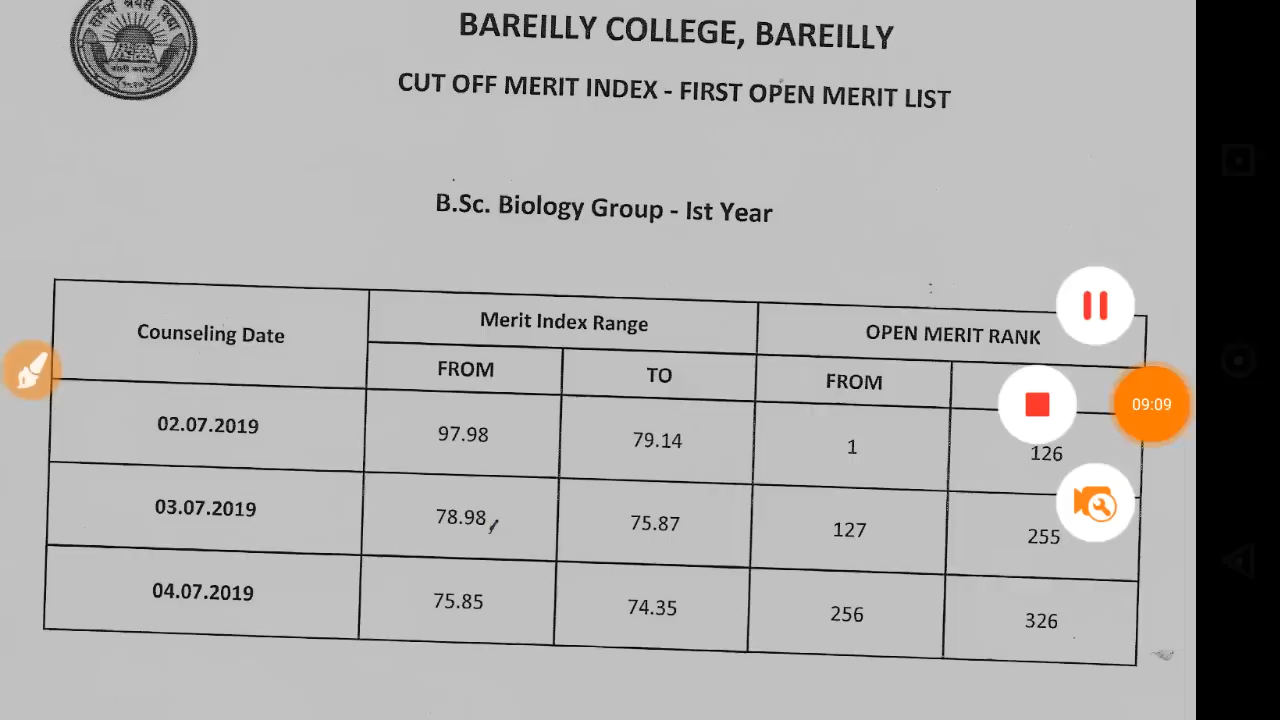 BAREILLY COLLEGE, BAREILLY
CUT OFF MERIT INDEX - FIRST OPEN MERIT LIST
B.Sc. Biology Group - Ist Year
Counseling Date Merit Index Range OPEN MERIT RANK
FROM TO FROM
02.07.2019 97.98 79.14 1 126
03.07.2019 78.98 75.87 127 255
04.07.2019 75.85 74.35 256 326
09:09